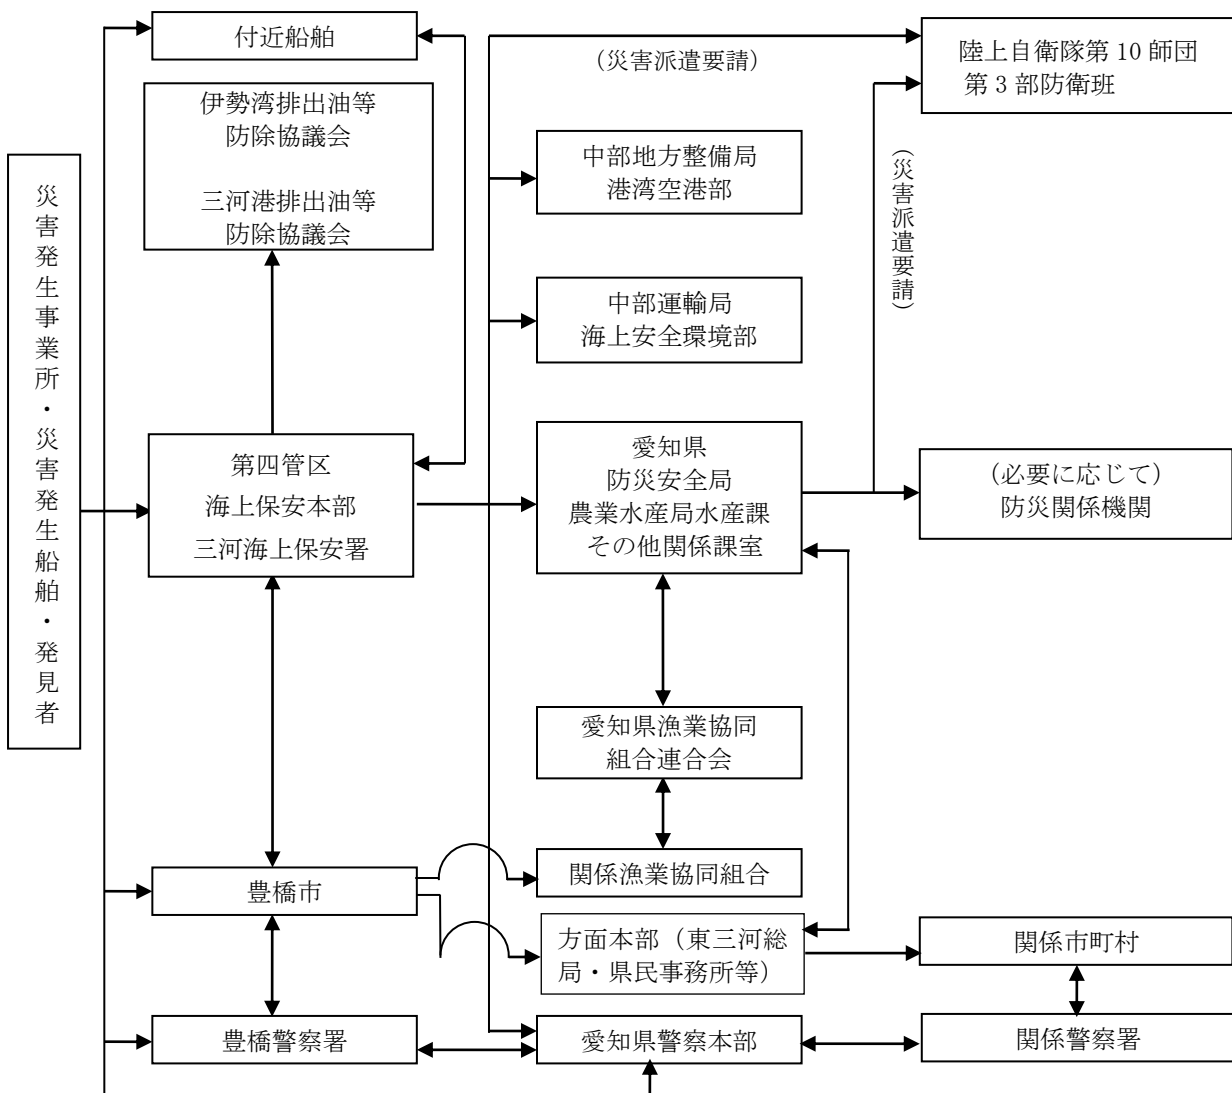 災害発生事業所・災害発生船舶・発見者
付近船舶
伊勢湾排出油等
防除協議会
三河港排出油等
防除協議会
第四管区
海上保安本部
三河海上保安署
豊橋市
豊橋警察署
(災害派遣要請)
中部地方整備局
港湾空港部
中部運輸局
海上安全環境部
愛知県
防災安全局
農業水産局水産課
その他関係課室
愛知県漁業協同
組合連合会
関係漁業協同組合
方面本部（東三河総
局・県民事務所等）
愛知県警察本部
陸上自衛隊第 10 師団
第 3 部防衛班
(災害派遣要請)
(必要に応じて)
防災関係機関
関係市町村
関係警察署